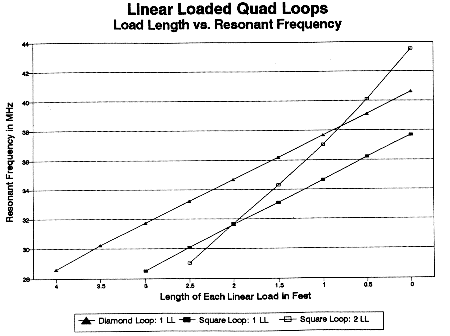 Linear Loaded Quad Loops
Load Length vs. Resonant Frequency
Resonant Frequency in MHz
44
42
40
38
36
34
32
30
28
4
3.5
3
2.5
2
1.5
1
0.5
0
Length of Each Linear Load in Feet
Diamond Loop: 1 LL
Square Loop: 1 LL
Square Loop: 2 LL